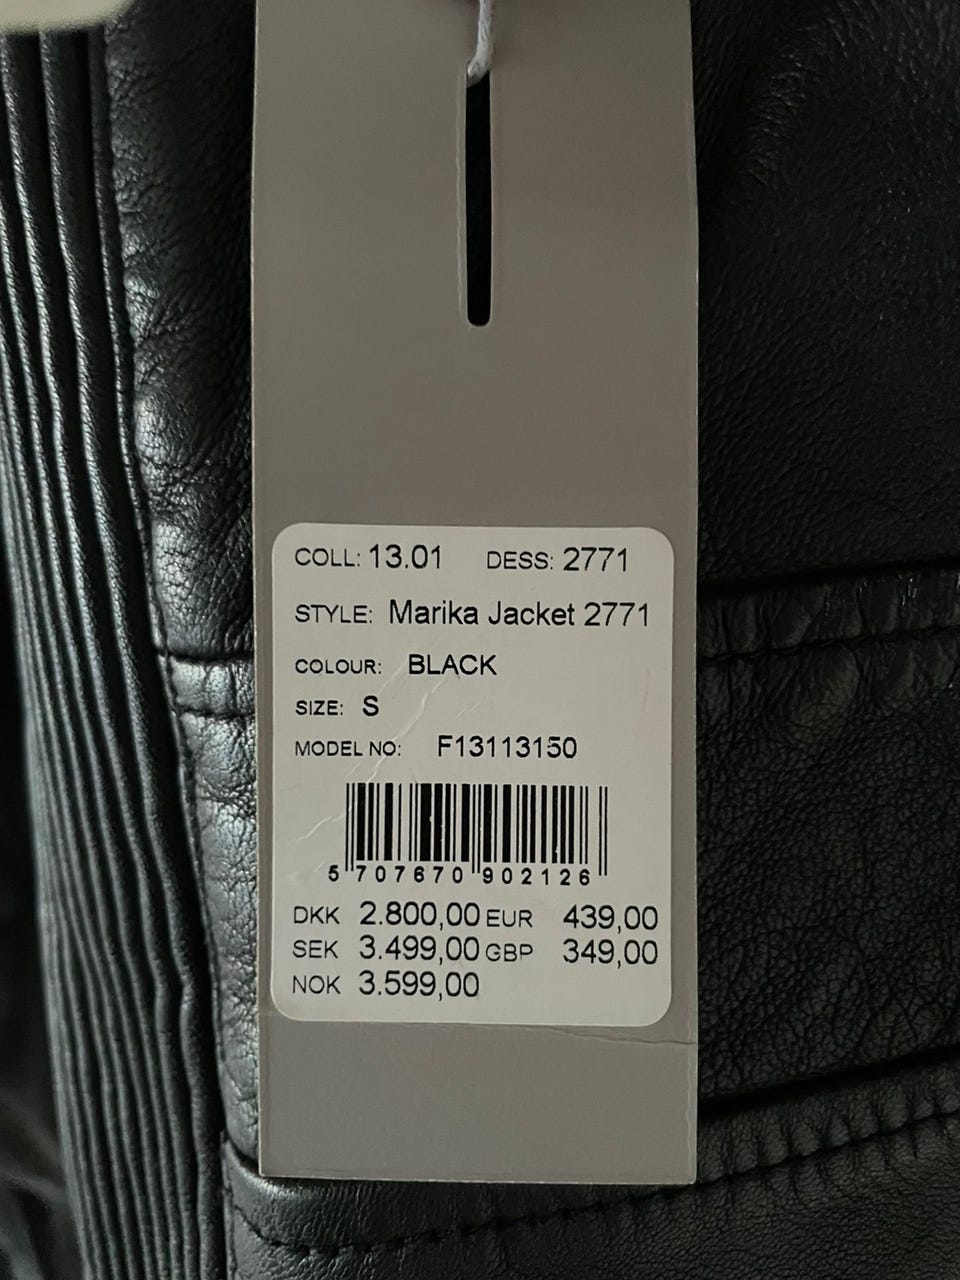 COLL: 13.01 DESS: 2771
STYLE: Marika Jacket 2771
COLOUR: BLACK
SIZE: S
MODEL NO: F13113150
5 707670 902126
DKK 2.800,00 EUR 439,00
SEK 3.499,00 GBP 349,00
NOK 3.599,00